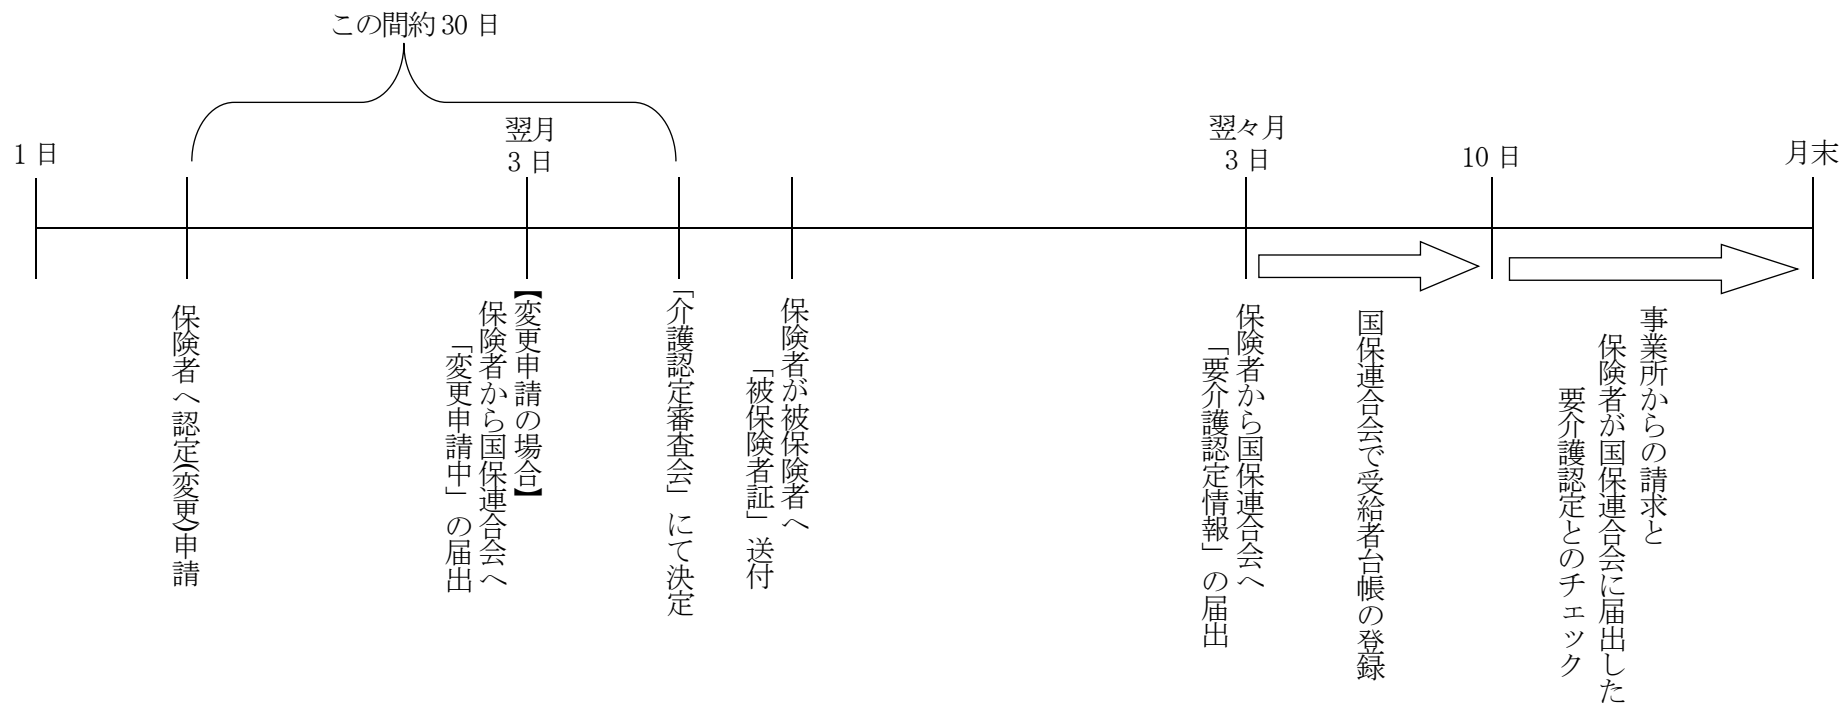 この間約30日
1日
翌月
3日
翌々月
3日
10日
月末
保険者へ認定(変更)申請
【変更申請の場合】
保険者から国保連合会へ
「変更申請中」の届出
「介護認定審査会」にて決定
保険者が被保険者へ
「被保険者証」送付
保険者から国保連合会へ
「要介護認定情報」の届出
国保連合会で受給者台帳の登録
事業所からの請求と
保険者が国保連合会に届出した
要介護認定とのチェック